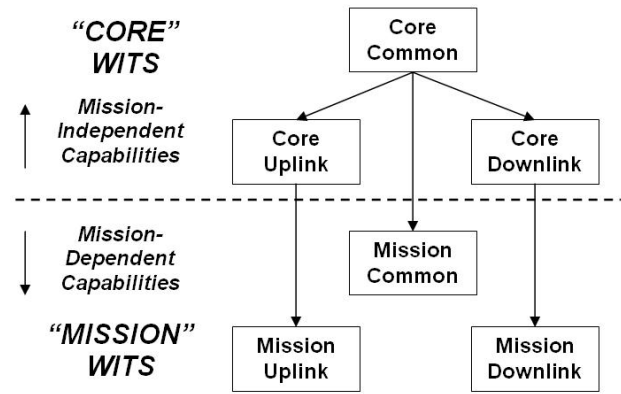 “CORE”
WITS
Core
Common
Mission-
Independent
Capabilities
Core
Uplink
Core
Downlink
Mission-
Dependent
Capabilities
Mission
Common
“MISSION”
WITS
Mission
Uplink
Mission
Downlink